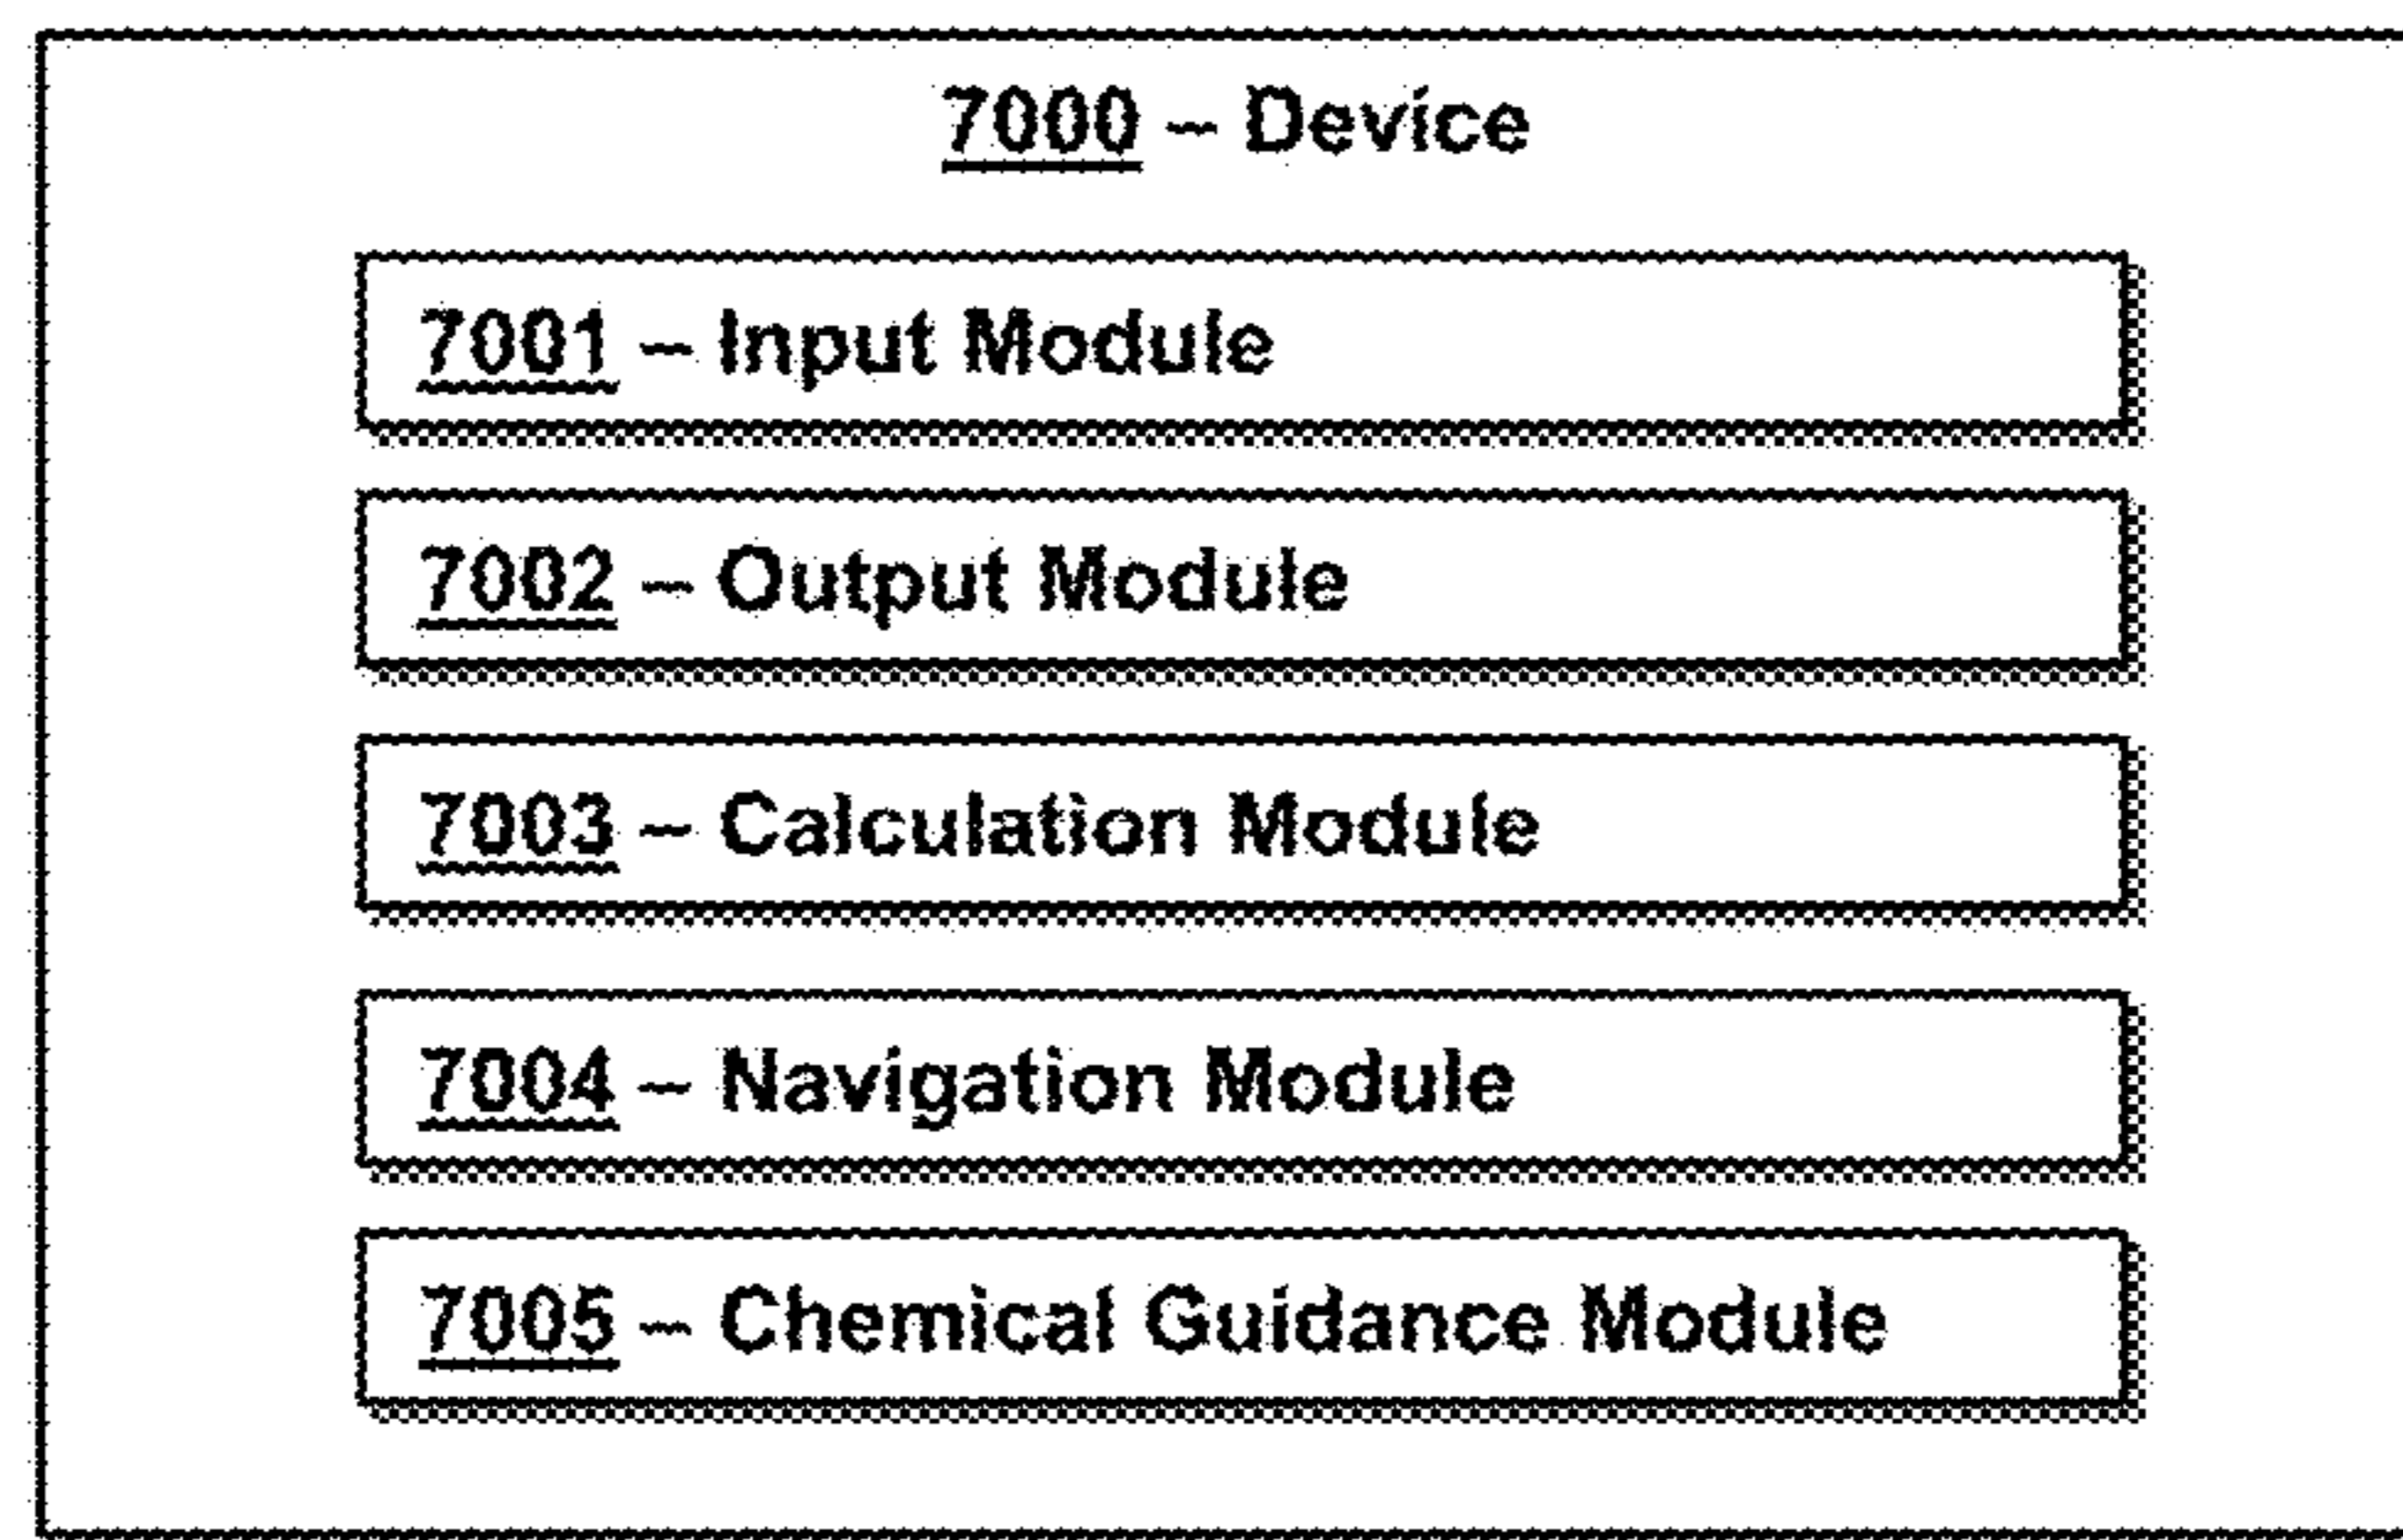 7000 – Device
7001 – Input Module
7002 – Output Module
7003 – Calculation Module
7004 – Navigation Module
7005 – Chemical Guidance Module